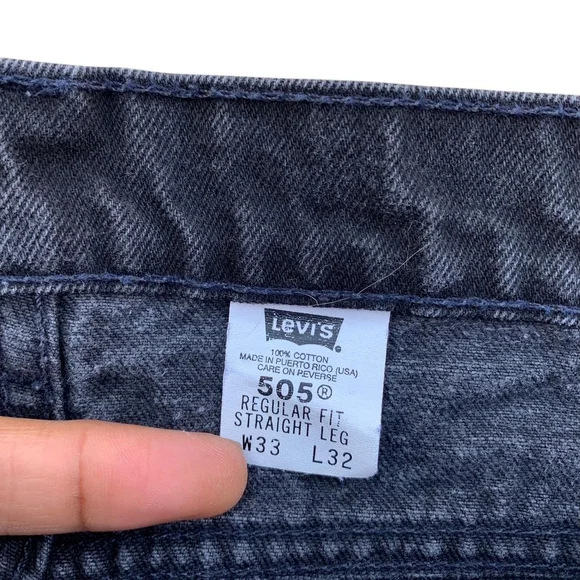 Levi's
100% COTTON
MADE IN PUERTO RICO (USA)
CARE ON REVERSE
505®
REGULAR FIT
STRAIGHT LEG
W33 L32